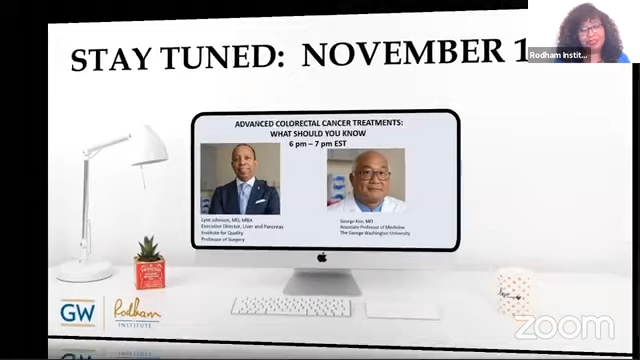 STAY TUNED: NOVEMBER 1
Rodham Instit...
ADVANCED COLORECTAL CANCER TREATMENTS:
WHAT SHOULD YOU KNOW
6 pm – 7 pm EST
Lynt Johnson, MD, MBA
Executive Director, Liver and Pancreas
Institute for Quality
Professor of Surgery
George Kim, MD
Associate Professor of Medicine
The George Washington University
GW
Rodham
INSTITUTE
zoom